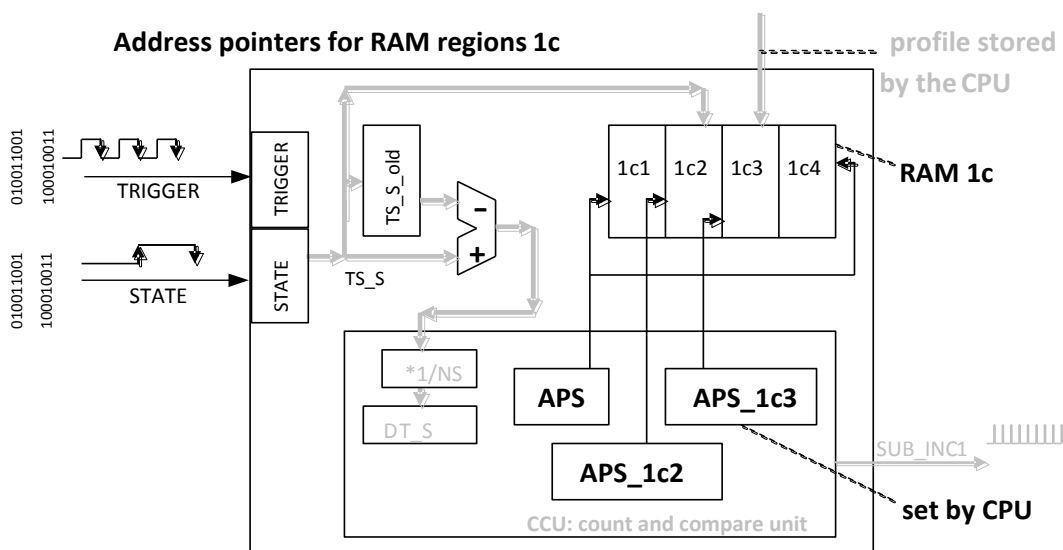 Address pointers for RAM regions 1c
profile stored
by the CPU
010011001
100010011
TRIGGER
TRIGGER
TS_S_old
-
+
1c1
1c2
1c3
1c4
RAM 1c
010011001
100010011
STATE
STATE
TS_S
*1/NS
DT_S
APS
APS_1c3
APS_1c2
SUB_INC1
set by CPU
CCU: count and compare unit